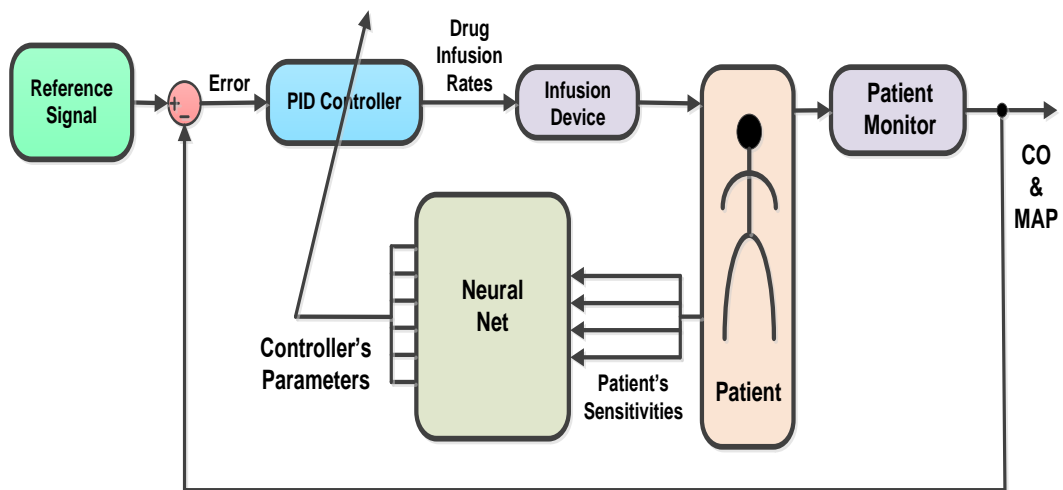 Reference
Signal
+
−
Error
PID Controller
Drug
Infusion
Rates
Infusion
Device
Patient
Monitor
CO
&
MAP
Neural
Net
Controller's
Parameters
Patient's
Sensitivities
Patient